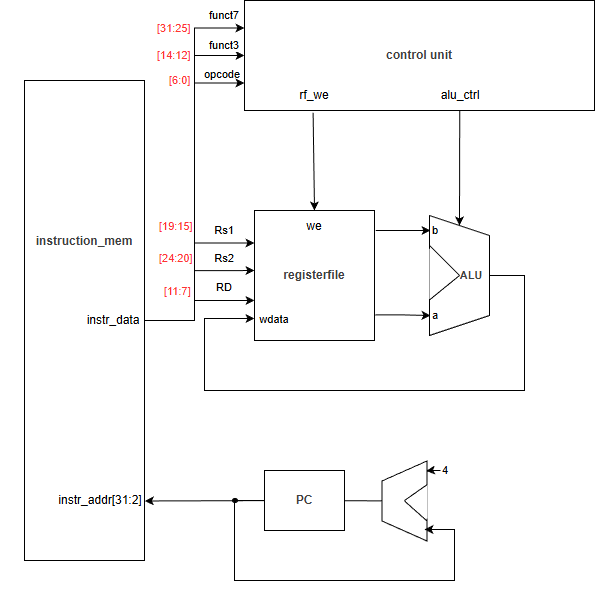 funct7
[31:25]
funct3
[14:12]
control unit
opcode
[6:0]
rf_we
alu_ctrl
[19:15]
Rs1
we
b
instruction_mem
[24:20]
Rs2
registerfile
ALU
[11:7]
RD
instr_data
wdata
a
4
instr_addr[31:2]
PC